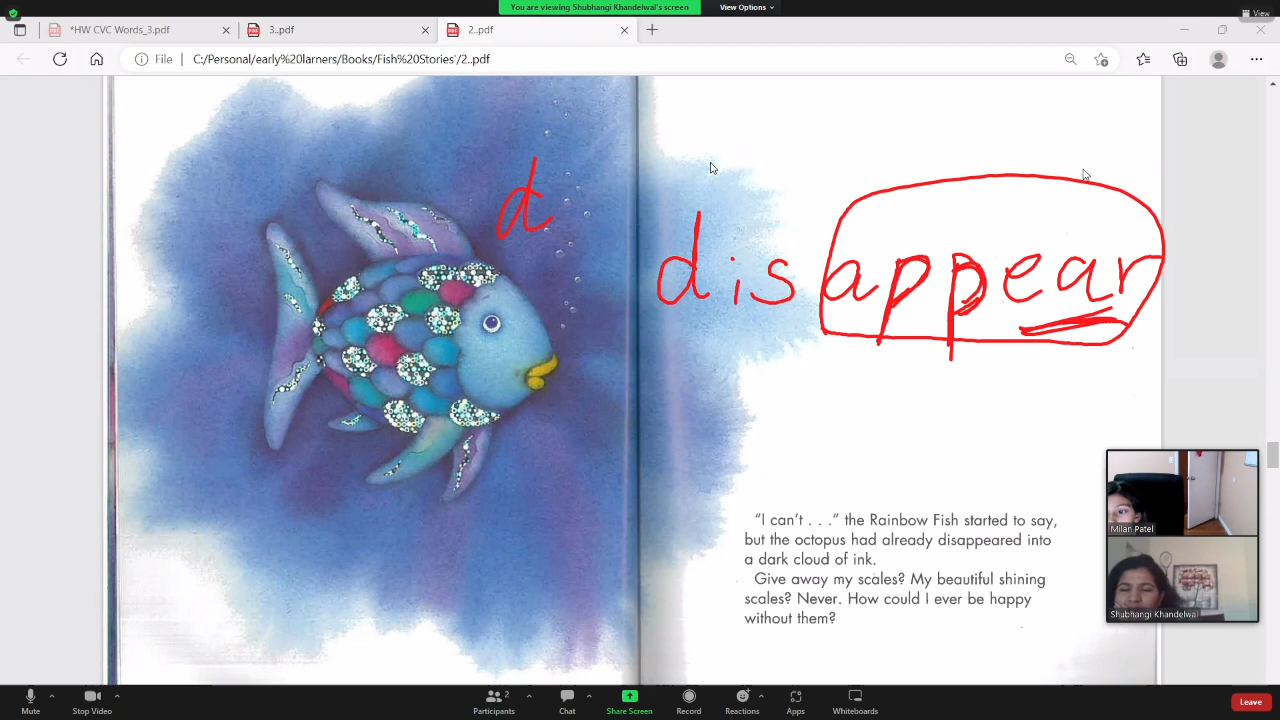 You are viewing Shubhangi Khandelwal's screen
View Options
View
*HW CVC Words_3.pdf
3..pdf
2..pdf
File
C:/Personal/early%20larners/Books/Fish%20Stories'/2..pdf
d
disappear
“I can’t . . .” the Rainbow Fish started to say,
but the octopus had already disappeared into
a dark cloud of ink.
Give away my scales? My beautiful shining
scales? Never. How could I ever be happy
without them?
Milan Patel
Shubhangi Khandelwal
Mute
Stop Video
Participants
2
Chat
Share Screen
Record
Reactions
Apps
Whiteboards
Leave